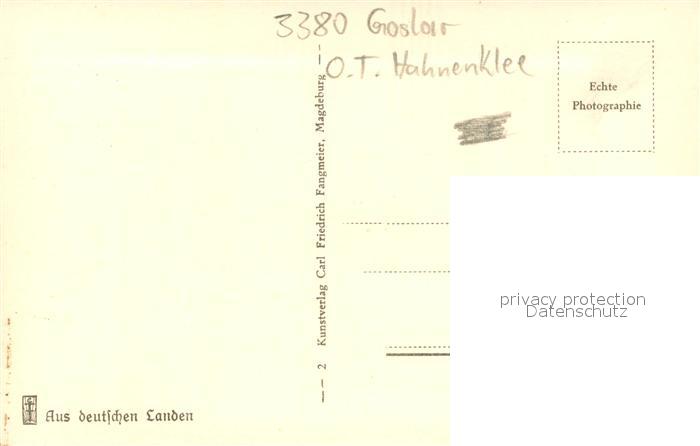 3380 Goslar
O.T. Hahnenklee
Echte
Photographie
2 Kunstverlag Carl Friedrich Fangmeier, Magdeburg
privacy protection
Datenschutz
Aus deutſchen Landen